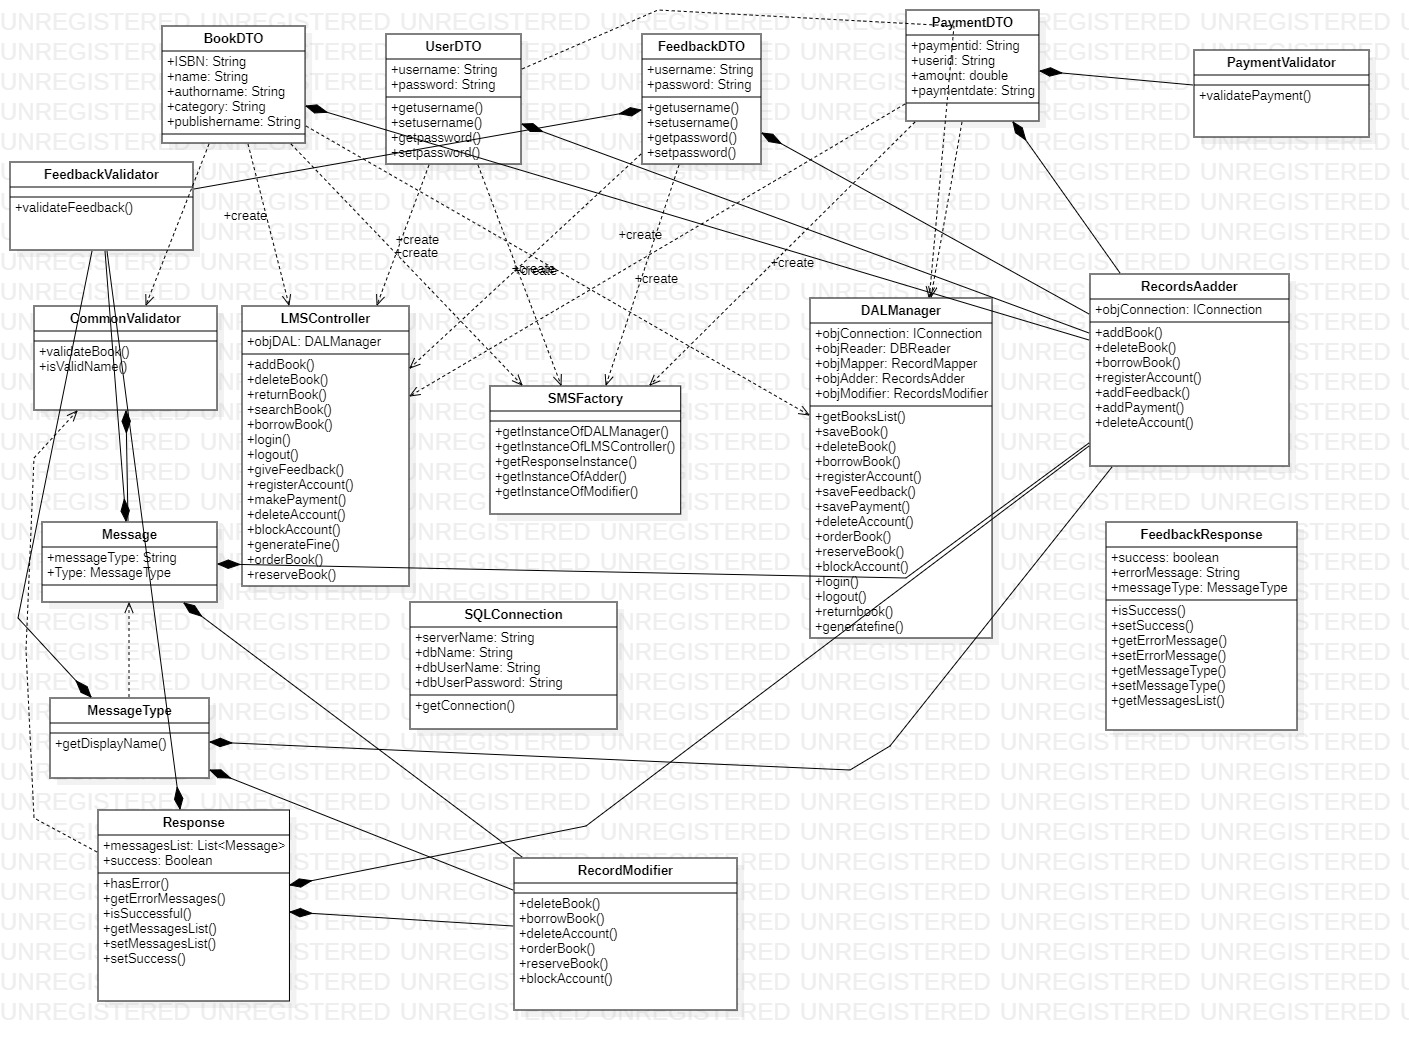 BookDTO
+ISBN: String
+name: String
+authorname: String
+category: String
+publishername: String
UserDTO
+username: String
+password: String
+getusername()
+setusername()
+getpassword()
+setpassword()
FeedbackDTO
+username: String
+password: String
+getusername()
+setusername()
+getpassword()
+setpassword()
PaymentDTO
+paymentid: String
+userid: String
+amount: double
+paymentdate: String
PaymentValidator
+validatePayment()
FeedbackValidator
+validateFeedback()
+create
+create
+create
+create
+create
+create
+create
+create
CommonValidator
+validateBook()
+isValidName()
LMSController
+objDAL: DALManager
+addBook()
+deleteBook()
+returnBook()
+searchBook()
+borrowBook()
+login()
+logout()
+giveFeedback()
+registerAccount()
+makePayment()
+deleteAccount()
+blockAccount()
+generateFine()
+orderBook()
+reserveBook()
SMSFactory
+getInstanceOfDALManager()
+getInstanceOfLMSController()
+getResponseInstance()
+getInstanceOfAdder()
+getInstanceOfModifier()
DALManager
+objConnection: IConnection
+objReader: DBReader
+objMapper: RecordMapper
+objAdder: RecordsAdder
+objModifier: RecordsModifier
+getBooksList()
+saveBook()
+deleteBook()
+borrowBook()
+registerAccount()
+saveFeedback()
+savePayment()
+deleteAccount()
+orderBook()
+reserveBook()
+blockAccount()
+login()
+logout()
+returnbook()
+generatefine()
RecordsAadder
+objConnection: IConnection
+addBook()
+deleteBook()
+borrowBook()
+registerAccount()
+addFeedback()
+addPayment()
+deleteAccount()
Message
+messageType: String
+Type: MessageType
FeedbackResponse
+success: boolean
+errorMessage: String
+messageType: MessageType
+isSuccess()
+setSuccess()
+getErrorMessage()
+setErrorMessage()
+getMessageType()
+setMessageType()
+getMessagesList()
SQLConnection
+serverName: String
+dbName: String
+dbUserName: String
+dbUserPassword: String
+getConnection()
MessageType
+getDisplayName()
Response
+messagesList: List<Message>
+success: Boolean
+hasError()
+getErrorMessages()
+isSuccessful()
+getMessagesList()
+setMessagesList()
+setSuccess()
RecordModifier
+deleteBook()
+borrowBook()
+deleteAccount()
+orderBook()
+reserveBook()
+blockAccount()